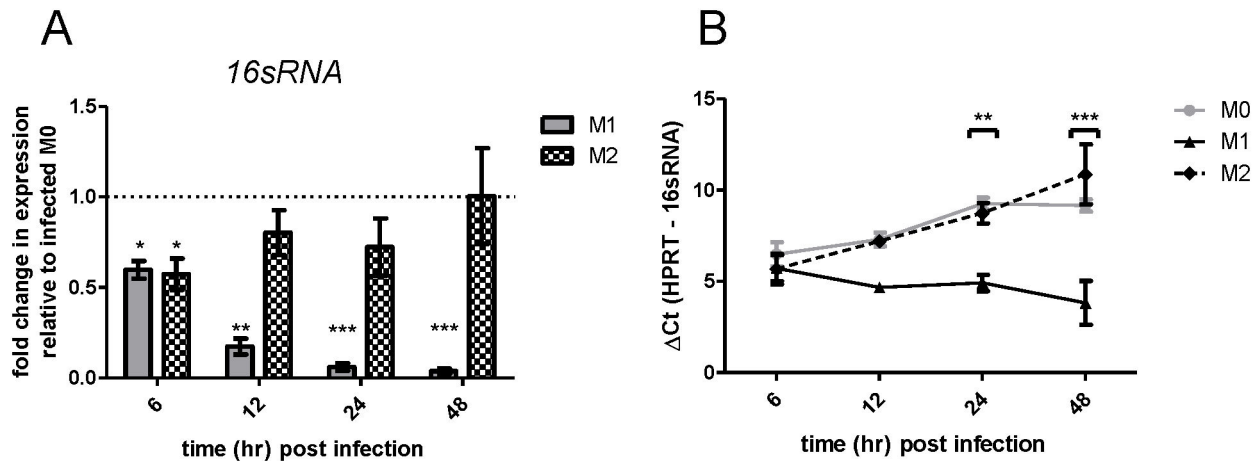 A
16sRNA
fold change in expression
relative to infected M0
1.5
1.0
0.5
0.0
* *
**
***
***
6 12 24 48
time (hr) post infection
M1
M2
B
ΔCt (HPRT - 16sRNA)
15
10
5
0
**
***
6 12 24 48
time (hr) post infection
M0
M1
M2